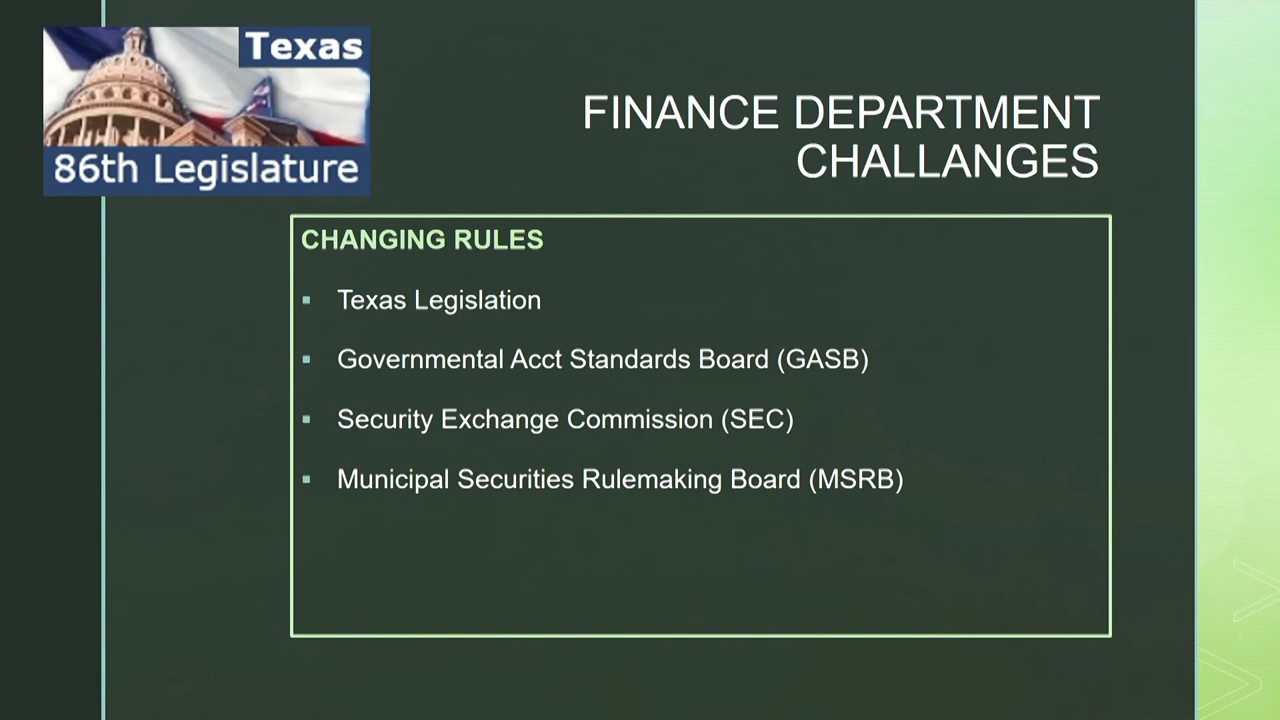 Texas
86th Legislature
FINANCE DEPARTMENT
CHALLANGES
CHANGING RULES
▪ Texas Legislation
▪ Governmental Acct Standards Board (GASB)
▪ Security Exchange Commission (SEC)
▪ Municipal Securities Rulemaking Board (MSRB)